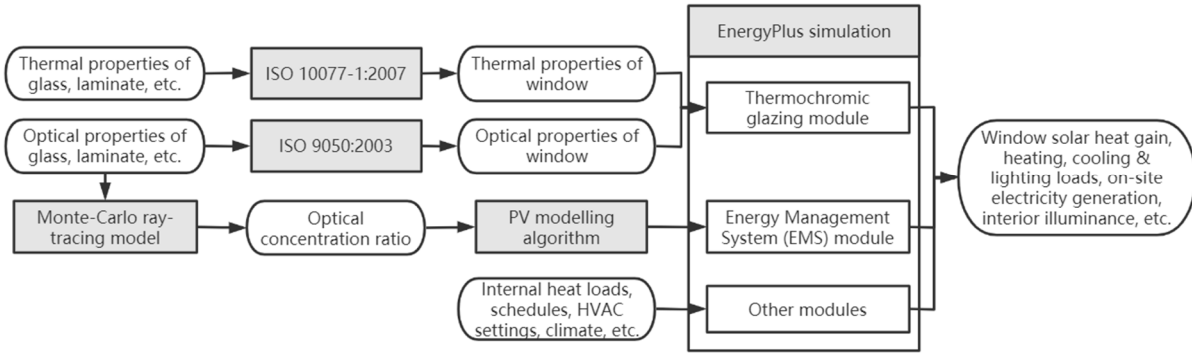 EnergyPlus simulation
Thermal properties of
glass, laminate, etc.
ISO 10077-1:2007
Thermal properties of
window
Thermochromic
glazing module
Optical properties of
glass, laminate, etc.
ISO 9050:2003
Optical properties of
window
Window solar heat gain,
heating, cooling &
lighting loads, on-site
electricity generation,
interior illuminance, etc.
Monte-Carlo ray-
tracing model
Optical
concentration ratio
PV modelling
algorithm
Energy Management
System (EMS) module
Internal heat loads,
schedules, HVAC
settings, climate, etc.
Other modules